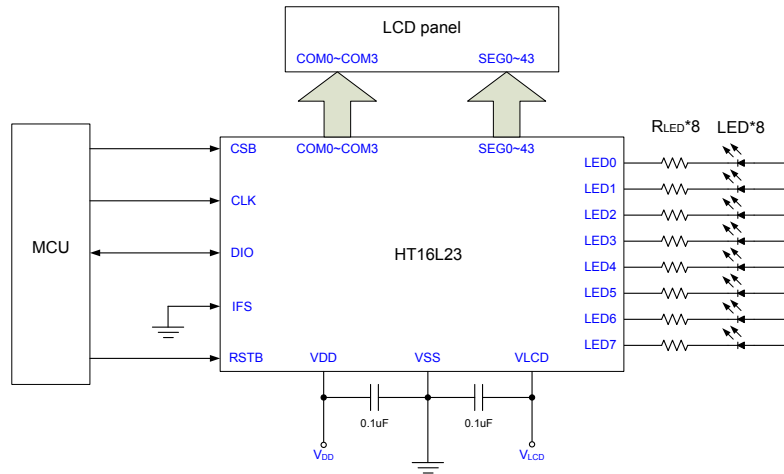 LCD panel
COM0~COM3 SEG0~43
RLED*8 LED*8
MCU
CSB COM0~COM3 SEG0~43
LED0
CLK LED1
LED2
DIO HT16L23 LED3
LED4
IFS LED5
LED6
RSTB VDD VSS VLCD LED7
0.1uF 0.1uF
VDD VLCD